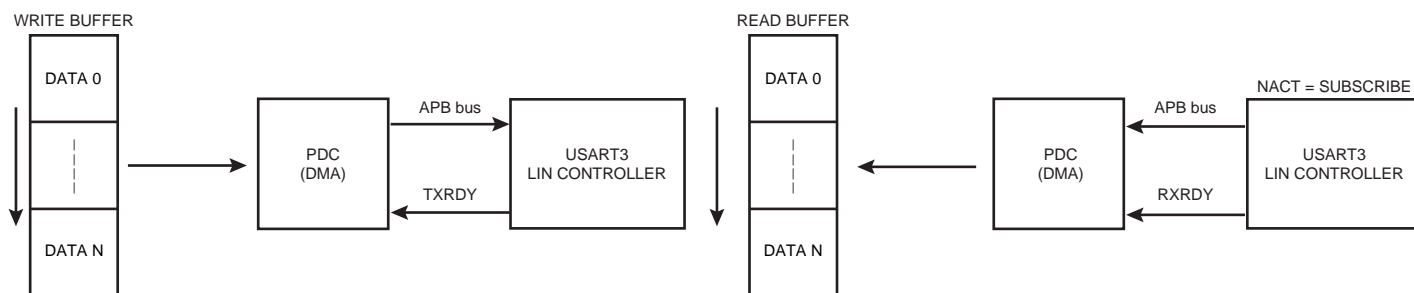 WRITE BUFFER
DATA 0
DATA N
PDC
(DMA)
APB bus
TXRDY
USART3
LIN CONTROLLER
READ BUFFER
DATA 0
DATA N
PDC
(DMA)
APB bus
RXRDY
NACT = SUBSCRIBE
USART3
LIN CONTROLLER